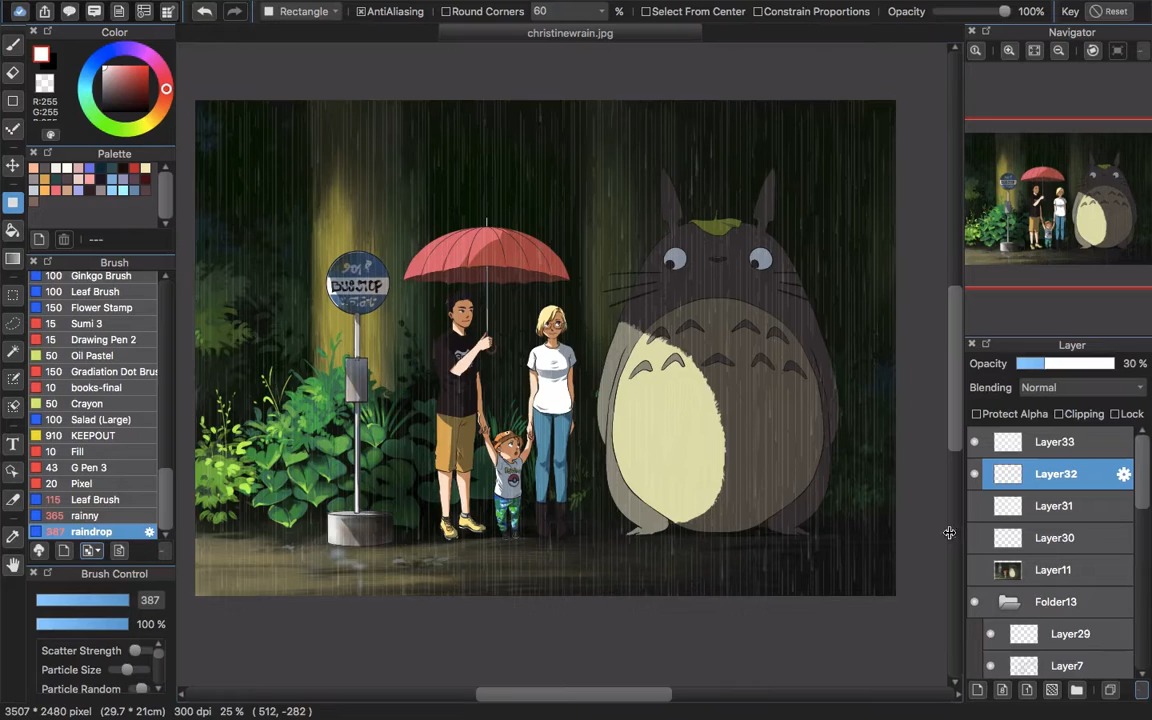 Rectangle
AntiAliasing
Round Corners
60
%
Select From Center
Constrain Proportions
Opacity
100%
Key
Reset
christinewrain.jpg
Color
R:255
G:255
B:255
Palette
---
Brush
100 Ginkgo Brush
100 Leaf Brush
150 Flower Stamp
15 Sumi 3
15 Drawing Pen 2
50 Oil Pastel
150 Gradiation Dot Brus
10 books-final
50 Crayon
100 Salad (Large)
910 KEEPOUT
10 Fill
43 G Pen 3
20 Pixel
115 Leaf Brush
365 rainny
387 raindrop
Brush Control
387
100 %
Scatter Strength
Particle Size
Particle Random
BUS STOP
Navigator
Layer
Opacity
30 %
Blending Normal
Protect Alpha
Clipping
Lock
Layer33
Layer32
Layer31
Layer30
Layer11
Folder13
Layer29
Layer7
3507 * 2480 pixel (29.7 * 21cm) 300 dpi 25 % ( 512, -282 )